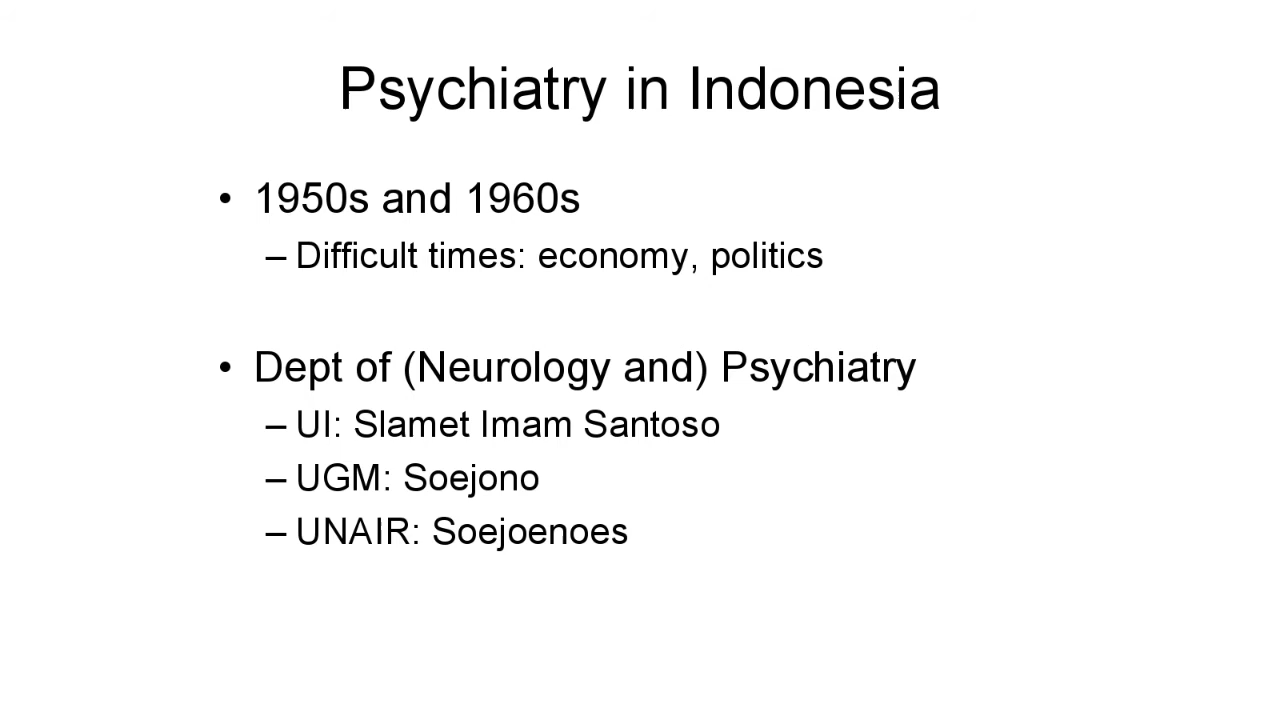 Psychiatry in Indonesia
• 1950s and 1960s
– Difficult times: economy, politics
• Dept of (Neurology and) Psychiatry
– UI: Slamet Imam Santoso
– UGM: Soejono
– UNAIR: Soejoenoes